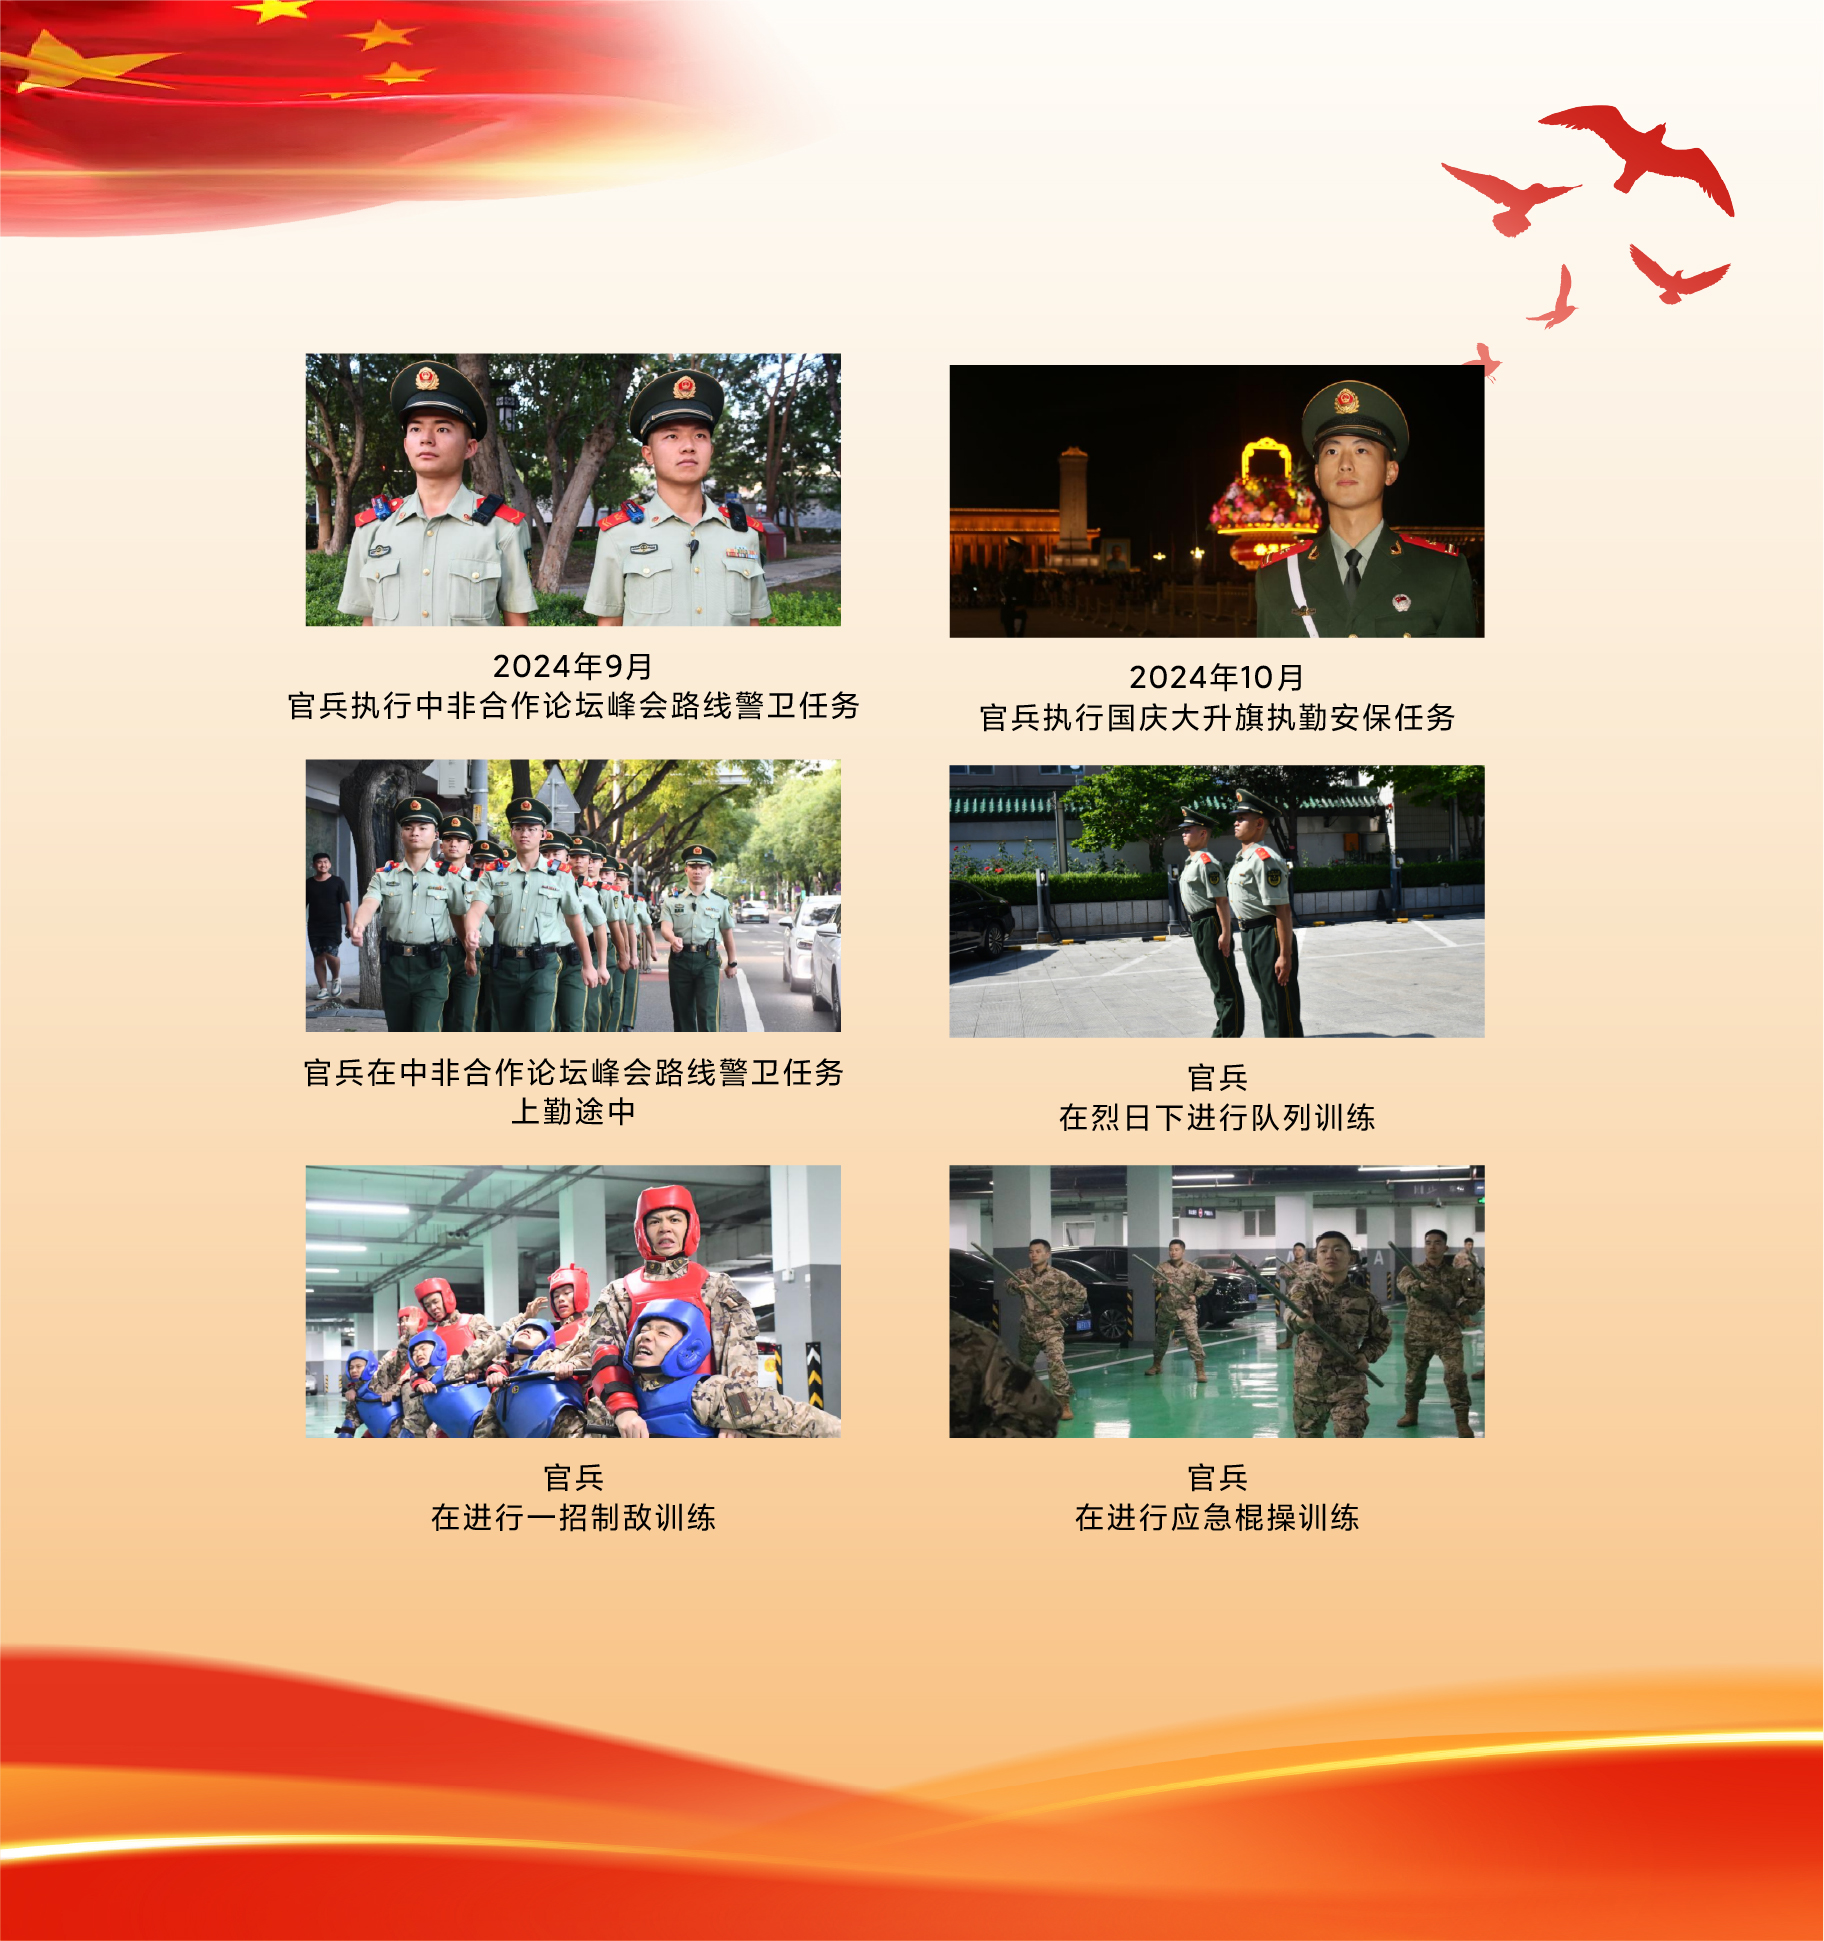 2024年9月
官兵执行中非合作论坛峰会路线警卫任务
2024年10月
官兵执行国庆大升旗执勤安保任务
官兵在中非合作论坛峰会路线警卫任务
上勤途中
官兵
在烈日下进行队列训练
官兵
在进行一招制敌训练
官兵
在进行应急棍操训练